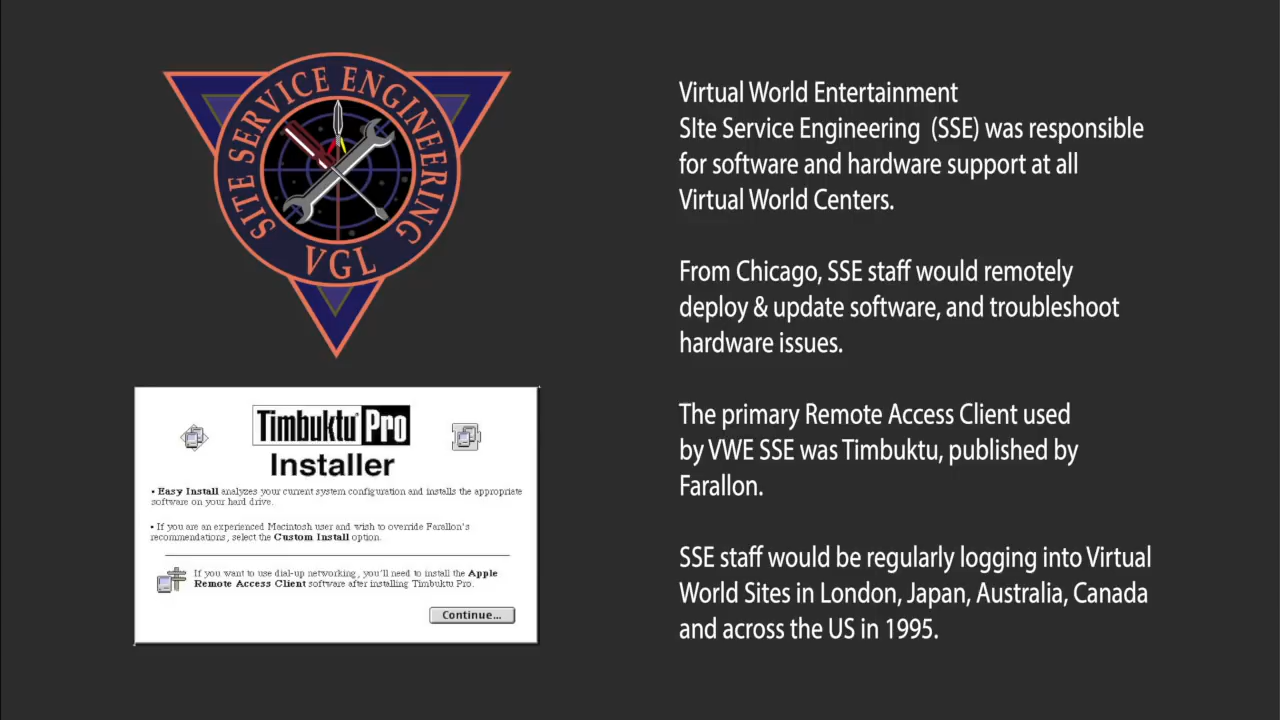 SITE SERVICE ENGINEERING
VGL
Timbuktu® Pro
Installer
• Easy Install analyzes your current system configuration and installs the appropriate
software on your hard drive.
• If you are an experienced Macintosh user and wish to override Farallon's
recommendations, select the Custom Install option.
If you want to use dial-up networking, you'll need to install the Apple
Remote Access Client software after installing Timbuktu Pro.
Continue...
Virtual World Entertainment
SIte Service Engineering (SSE) was responsible
for software and hardware support at all
Virtual World Centers.
From Chicago, SSE staff would remotely
deploy & update software, and troubleshoot
hardware issues.
The primary Remote Access Client used
by VWE SSE was Timbuktu, published by
Farallon.
SSE staff would be regularly logging into Virtual
World Sites in London, Japan, Australia, Canada
and across the US in 1995.